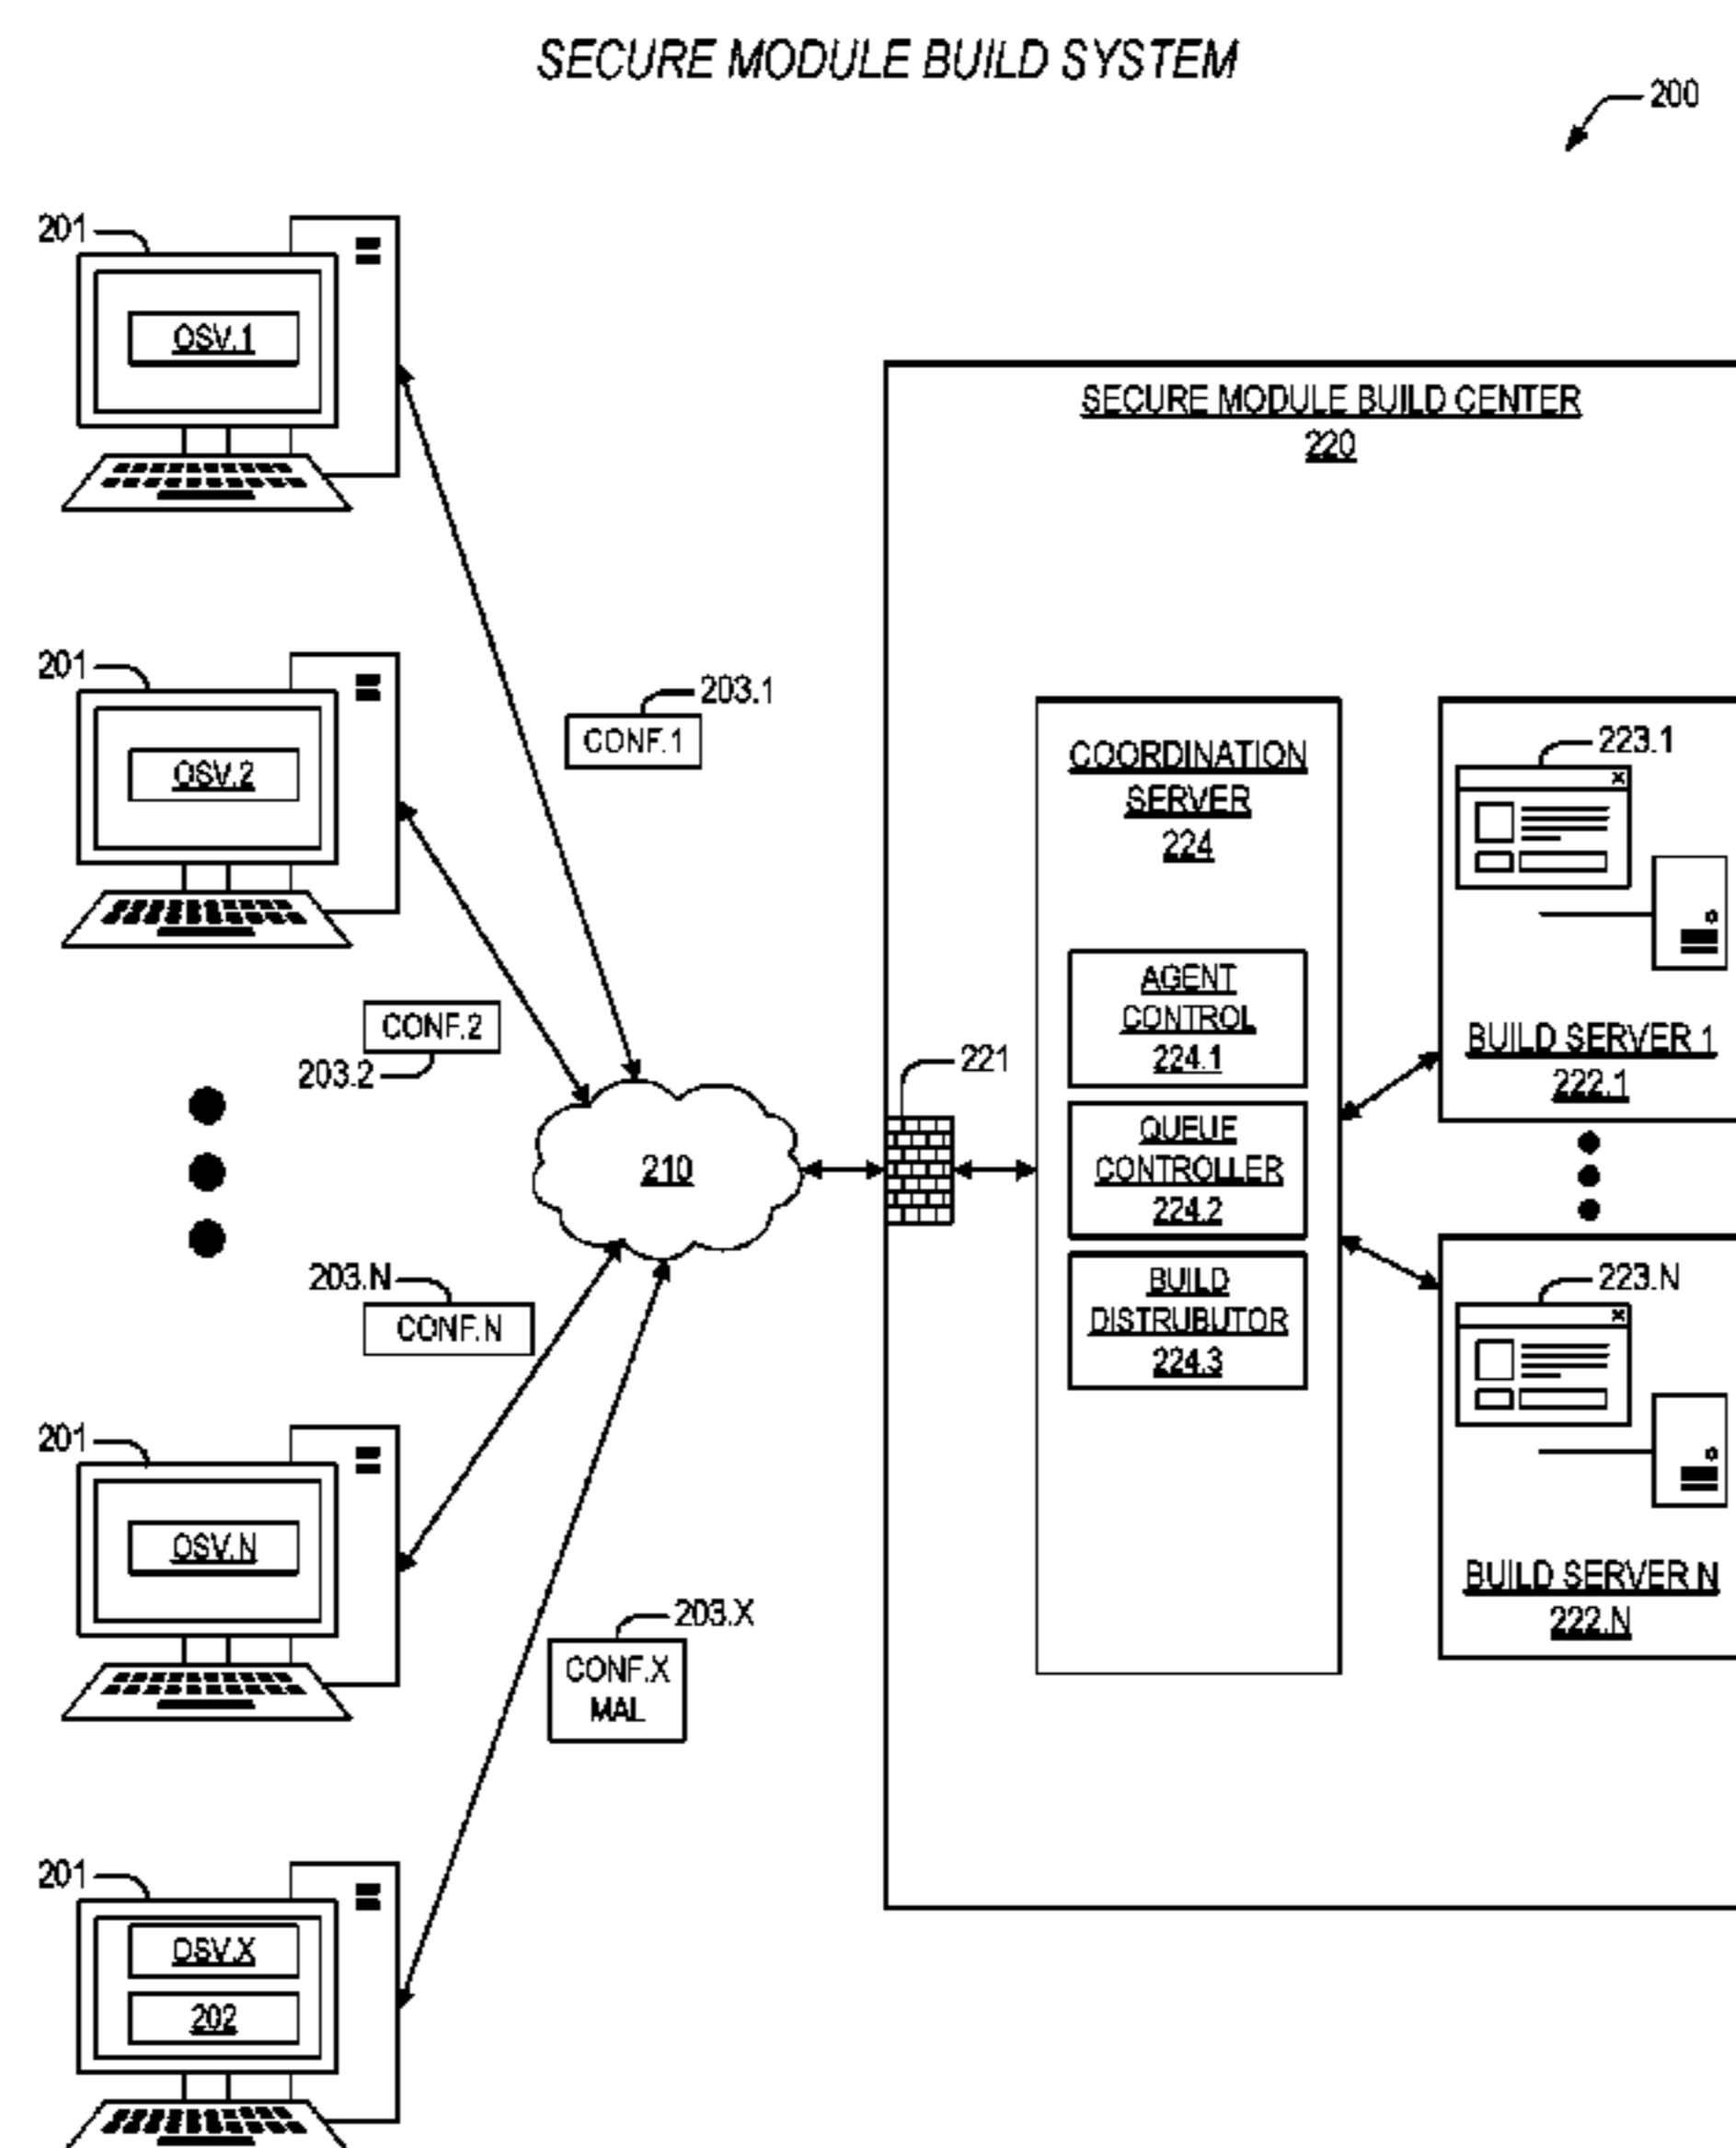 SECURE MODULE BUILD SYSTEM
200
201
OSV.1
SECURE MODULE BUILD CENTER
220
201
OSV.2
203.1
CONF.1
COORDINATION
SERVER
224
223.1
AGENT
CONTROL
224.1
BUILD SERVER 1
222.1
CONF.2
203.2
221
210
QUEUE
CONTROLLER
224.2
203.N
CONF.N
BUILD
DISTRUBUTOR
224.3
223.N
201
OSV.N
BUILD SERVER N
222.N
203.X
CONF.X
MAL
201
OSV.X
202